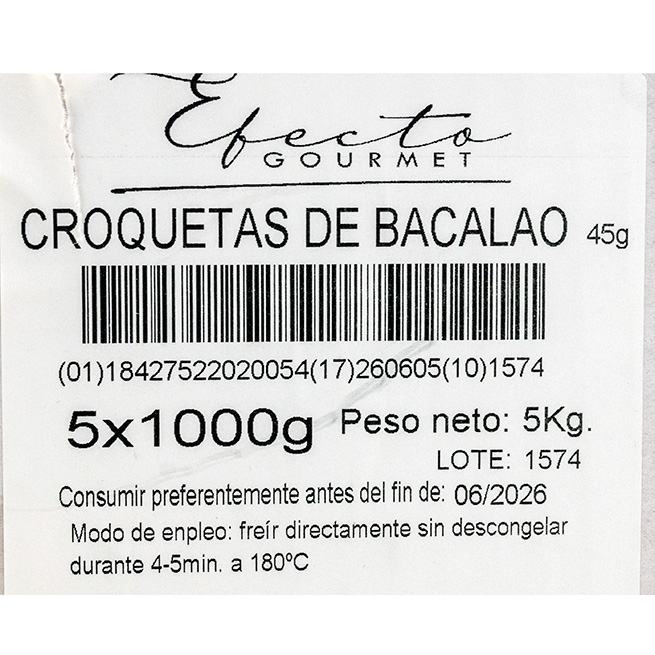 Efecto
GOURMET
CROQUETAS DE BACALAO 45g
(01)18427522020054(17)260605(10)1574
5x1000g Peso neto: 5Kg.
LOTE: 1574
Consumir preferentemente antes del fin de: 06/2026
Modo de enpleo: freír directamente sin descongelar
durante 4-5min. a 180ºC